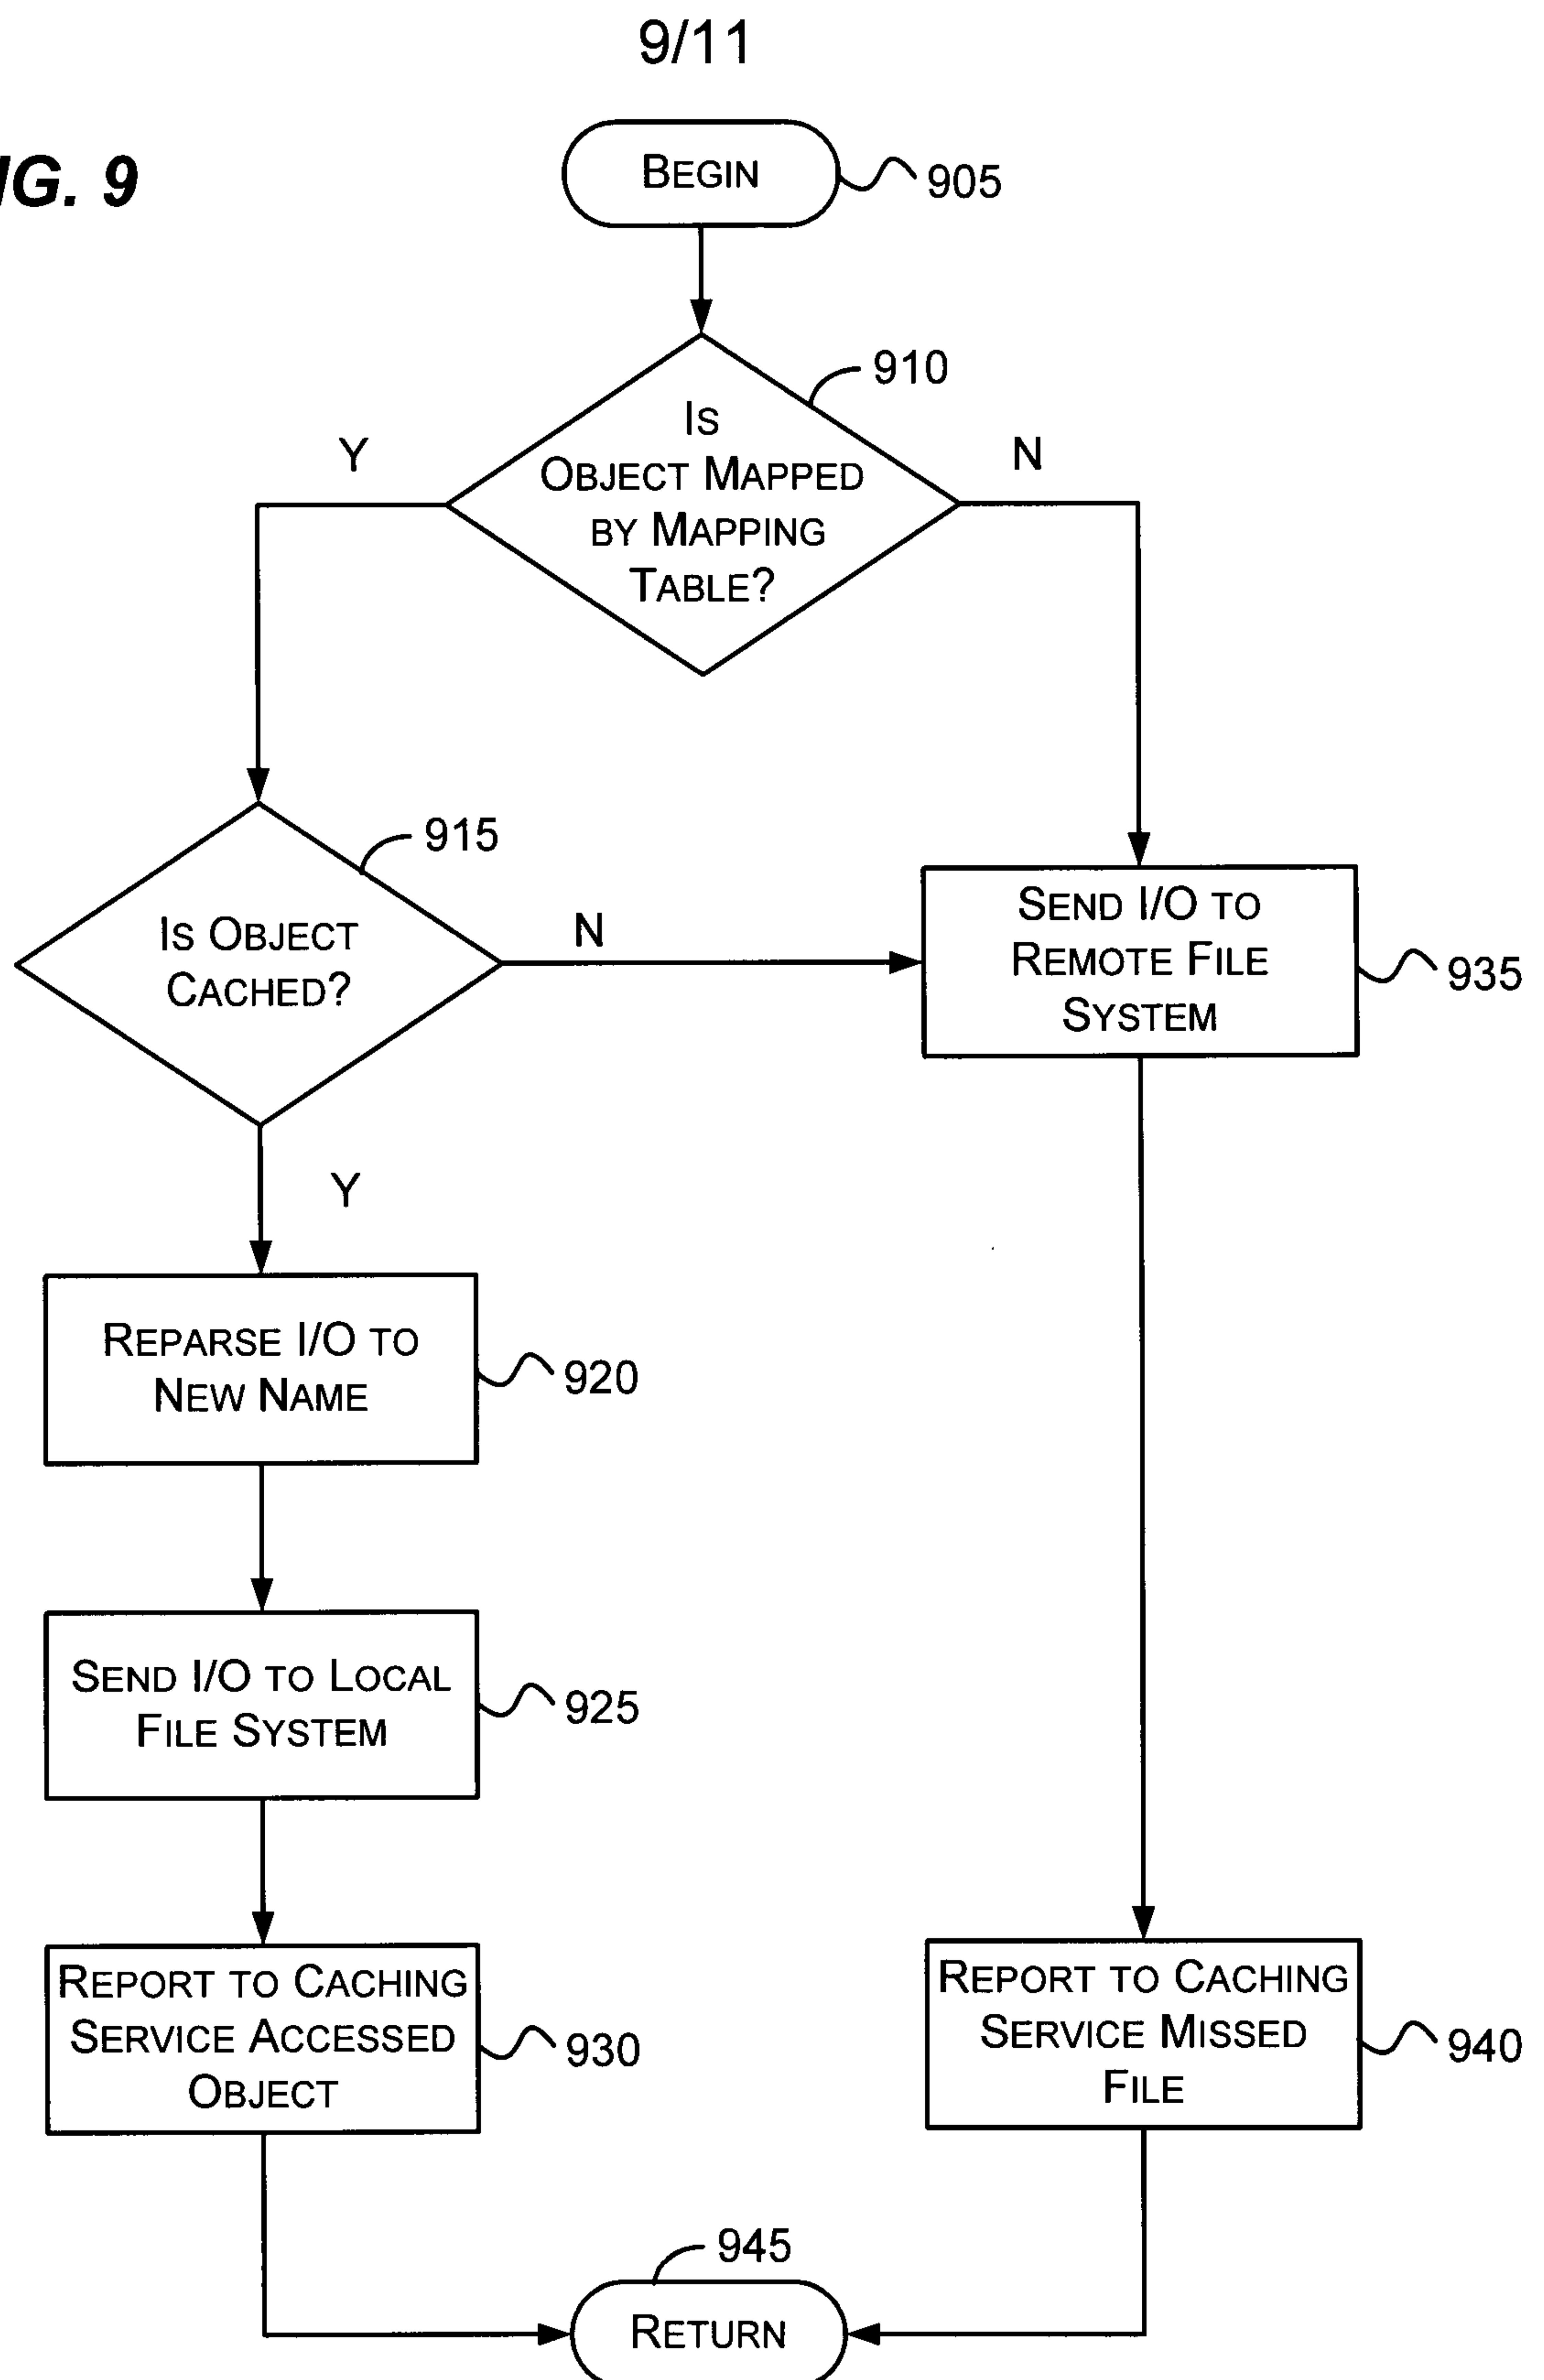 9/11
IG. 9
BEGIN
905
910
Y
N
IS
OBJECT MAPPED
BY MAPPING
TABLE?
915
IS OBJECT
CACHED?
N
SEND I/O TO
REMOTE FILE
SYSTEM
935
Y
REPARSE I/O TO
NEW NAME
920
SEND I/O TO LOCAL
FILE SYSTEM
925
REPORT TO CACHING
SERVICE ACCESSED
OBJECT
930
REPORT TO CACHING
SERVICE MISSED
FILE
940
945
RETURN